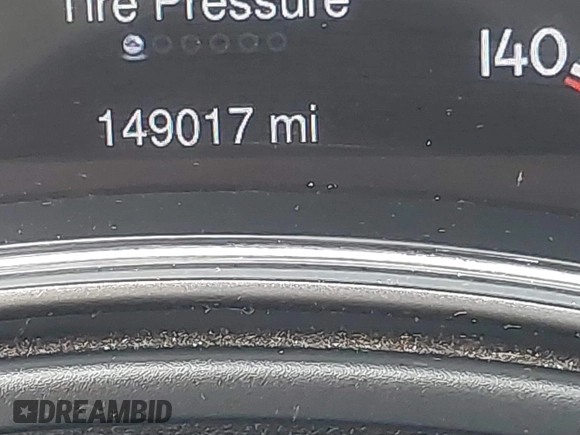 Tire Pressure
140
149017 mi
DREAMBID